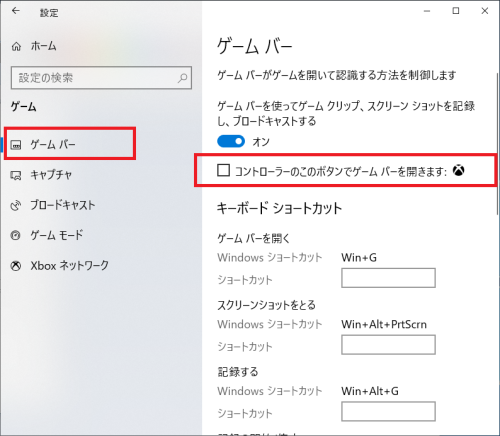 設定
ホーム
設定の検索
ゲーム
ゲーム バー
キャプチャ
ブロードキャスト
ゲーム モード
Xbox ネットワーク
ゲーム バー
ゲーム バーがゲームを開いて認識する方法を制御します
ゲーム バーを使ってゲーム クリップ、スクリーン ショットを記録
し、ブロードキャストする
オン
コントローラーのこのボタンでゲーム バーを開きます:
キーボード ショートカット
ゲーム バーを開く
Windows ショートカット Win+G
ショートカット
スクリーンショットをとる
Windows ショートカット Win+Alt+PrtScrn
ショートカット
記録する
Windows ショートカット Win+Alt+G
ショートカット